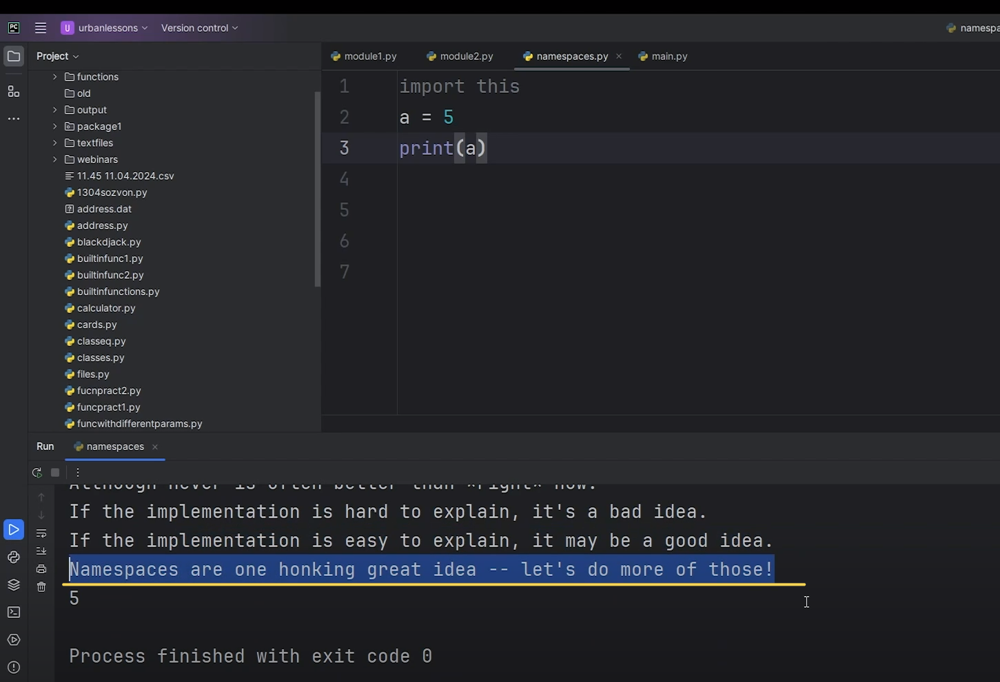 PC
U urbanlessons
Version control
namespa
Project
module1.py
module2.py
namespaces.py
main.py
functions
old
output
package1
textfiles
webinars
11.45 11.04.2024.csv
1304sozvon.py
address.dat
address.py
blackdjack.py
builtinfunc1.py
builtinfunc2.py
builtinfunctions.py
calculator.py
cards.py
classeq.py
classes.py
files.py
fucnpract2.py
funcpract1.py
funcwithdifferentparams.py
1 import this
2 a = 5
3 print(a)
4
5
6
7
Run
namespaces
Although never is often better than *right* now.
If the implementation is hard to explain, it's a bad idea.
If the implementation is easy to explain, it may be a good idea.
Namespaces are one honking great idea -- let's do more of those!
5
Process finished with exit code 0